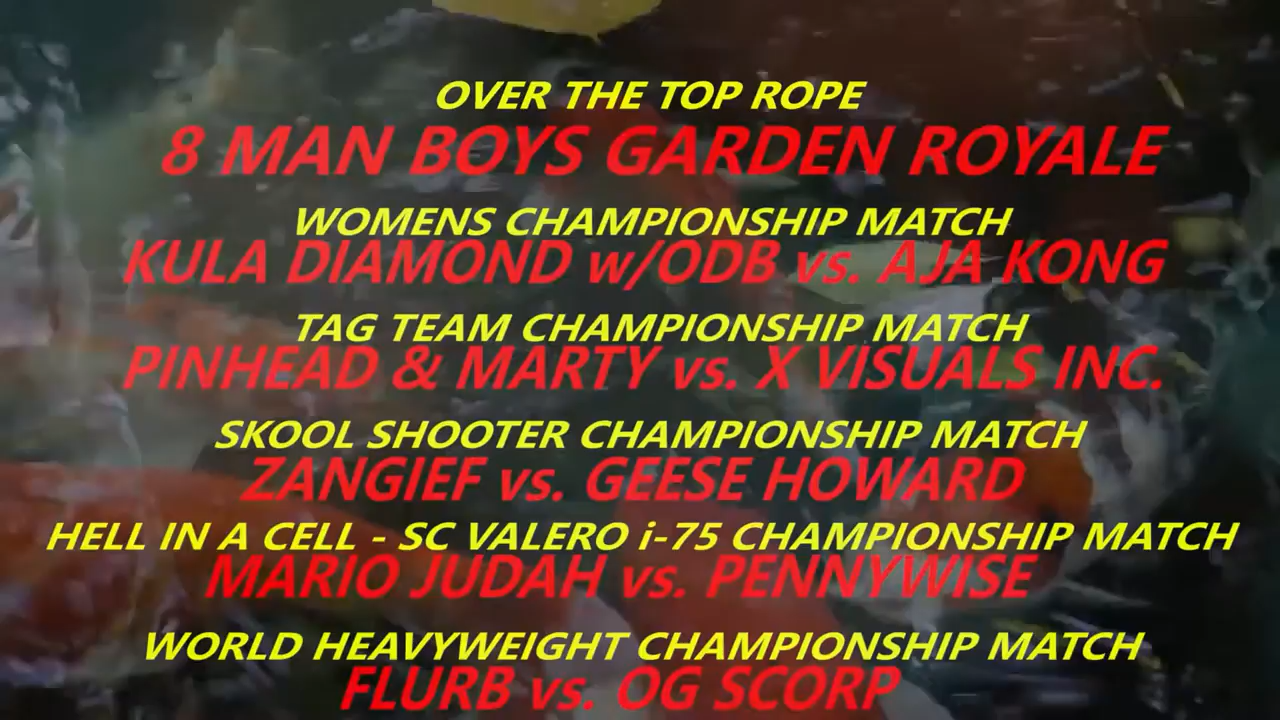 OVER THE TOP ROPE
8 MAN BOYS GARDEN ROYALE
WOMENS CHAMPIONSHIP MATCH
KULA DIAMOND w/ODB vs. AJA KONG
TAG TEAM CHAMPIONSHIP MATCH
PINHEAD & MARTY vs. X VISUALS INC.
SKOOL SHOOTER CHAMPIONSHIP MATCH
ZANGIEF vs. GEESE HOWARD
HELL IN A CELL - SC VALERO i-75 CHAMPIONSHIP MATCH
MARIO JUDAH vs. PENNYWISE
WORLD HEAVYWEIGHT CHAMPIONSHIP MATCH
FLURB vs. OG SCORP